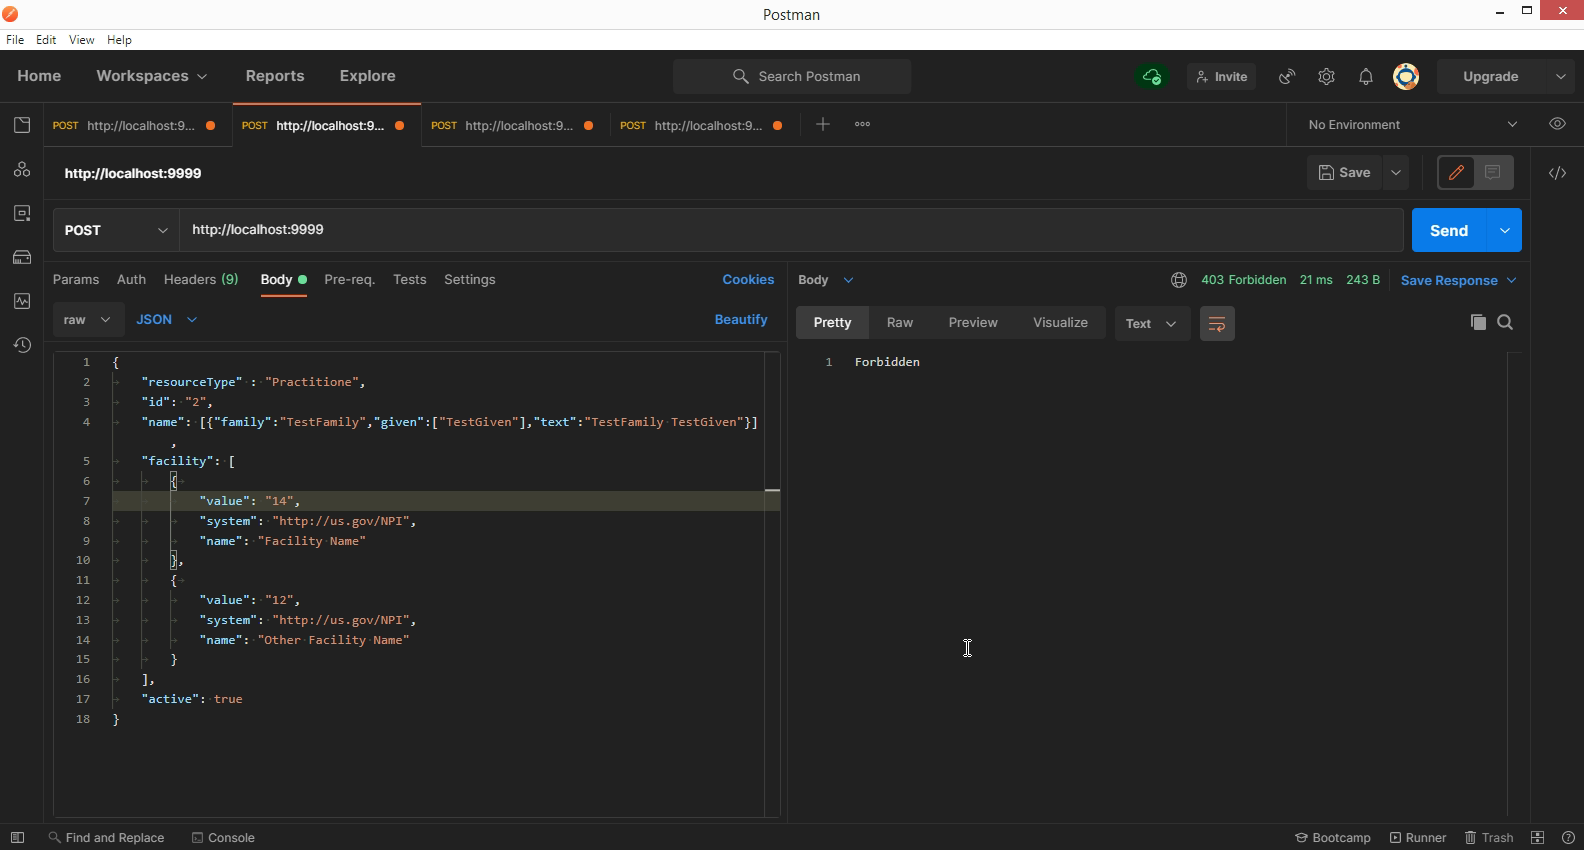 Postman
File Edit View Help
Home Workspaces Reports Explore Search Postman Invite Upgrade
POST http://localhost:9... POST http://localhost:9... POST http://localhost:9... POST http://localhost:9... No Environment
http://localhost:9999 Save
POST http://localhost:9999 Send
Params Auth Headers (9) Body Pre-req. Tests Settings Cookies
Body 403 Forbidden 21 ms 243 B Save Response
raw JSON Beautify
Pretty Raw Preview Visualize Text
1 {
2 "resourceType" : "Practitione",
3 "id": "2",
4 "name": [{"family":"TestFamily","given":["TestGiven"],"text":"TestFamily TestGiven"}]
,
5 "facility": [
6 {
7 "value": "14",
8 "system": "http://us.gov/NPI",
9 "name": "Facility Name"
10 },
11 {
12 "value": "12",
13 "system": "http://us.gov/NPI",
14 "name": "Other Facility Name"
15 }
16 ],
17 "active": true
18 }
1 Forbidden
Find and Replace Console Bootcamp Runner Trash